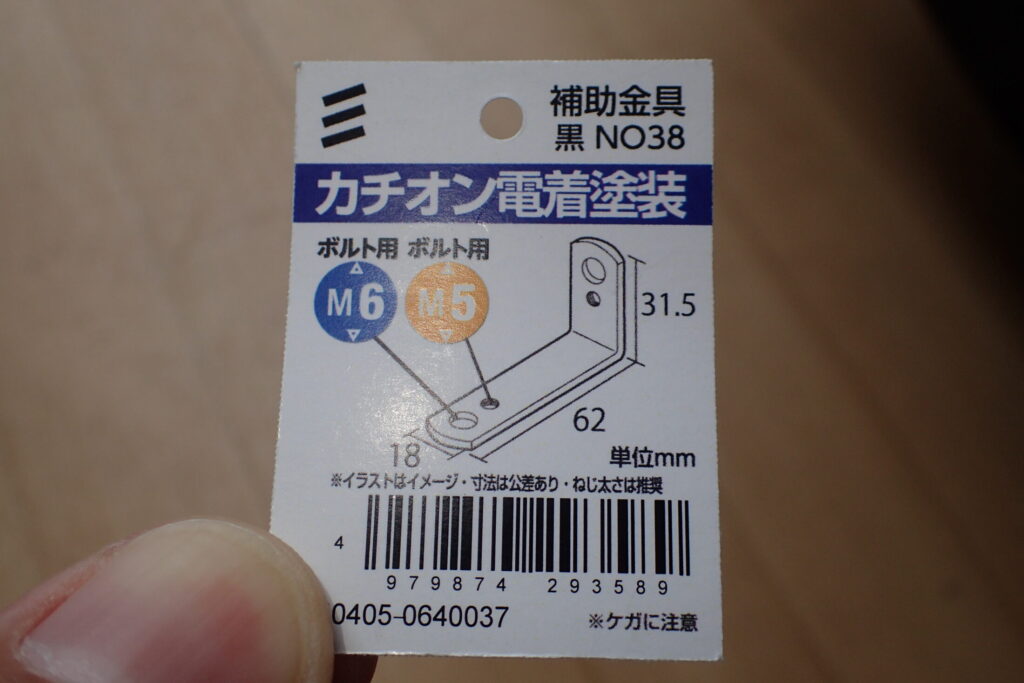 補助金具
黒 NO38
カチオン電着塗装
ボルト用 ボルト用
M6 M5
31.5
62
18
単位mm
※イラストはイメージ・寸法は公差あり・ねじ太さは推奨
4 979874 293589
0405-0640037 ※ケガに注意